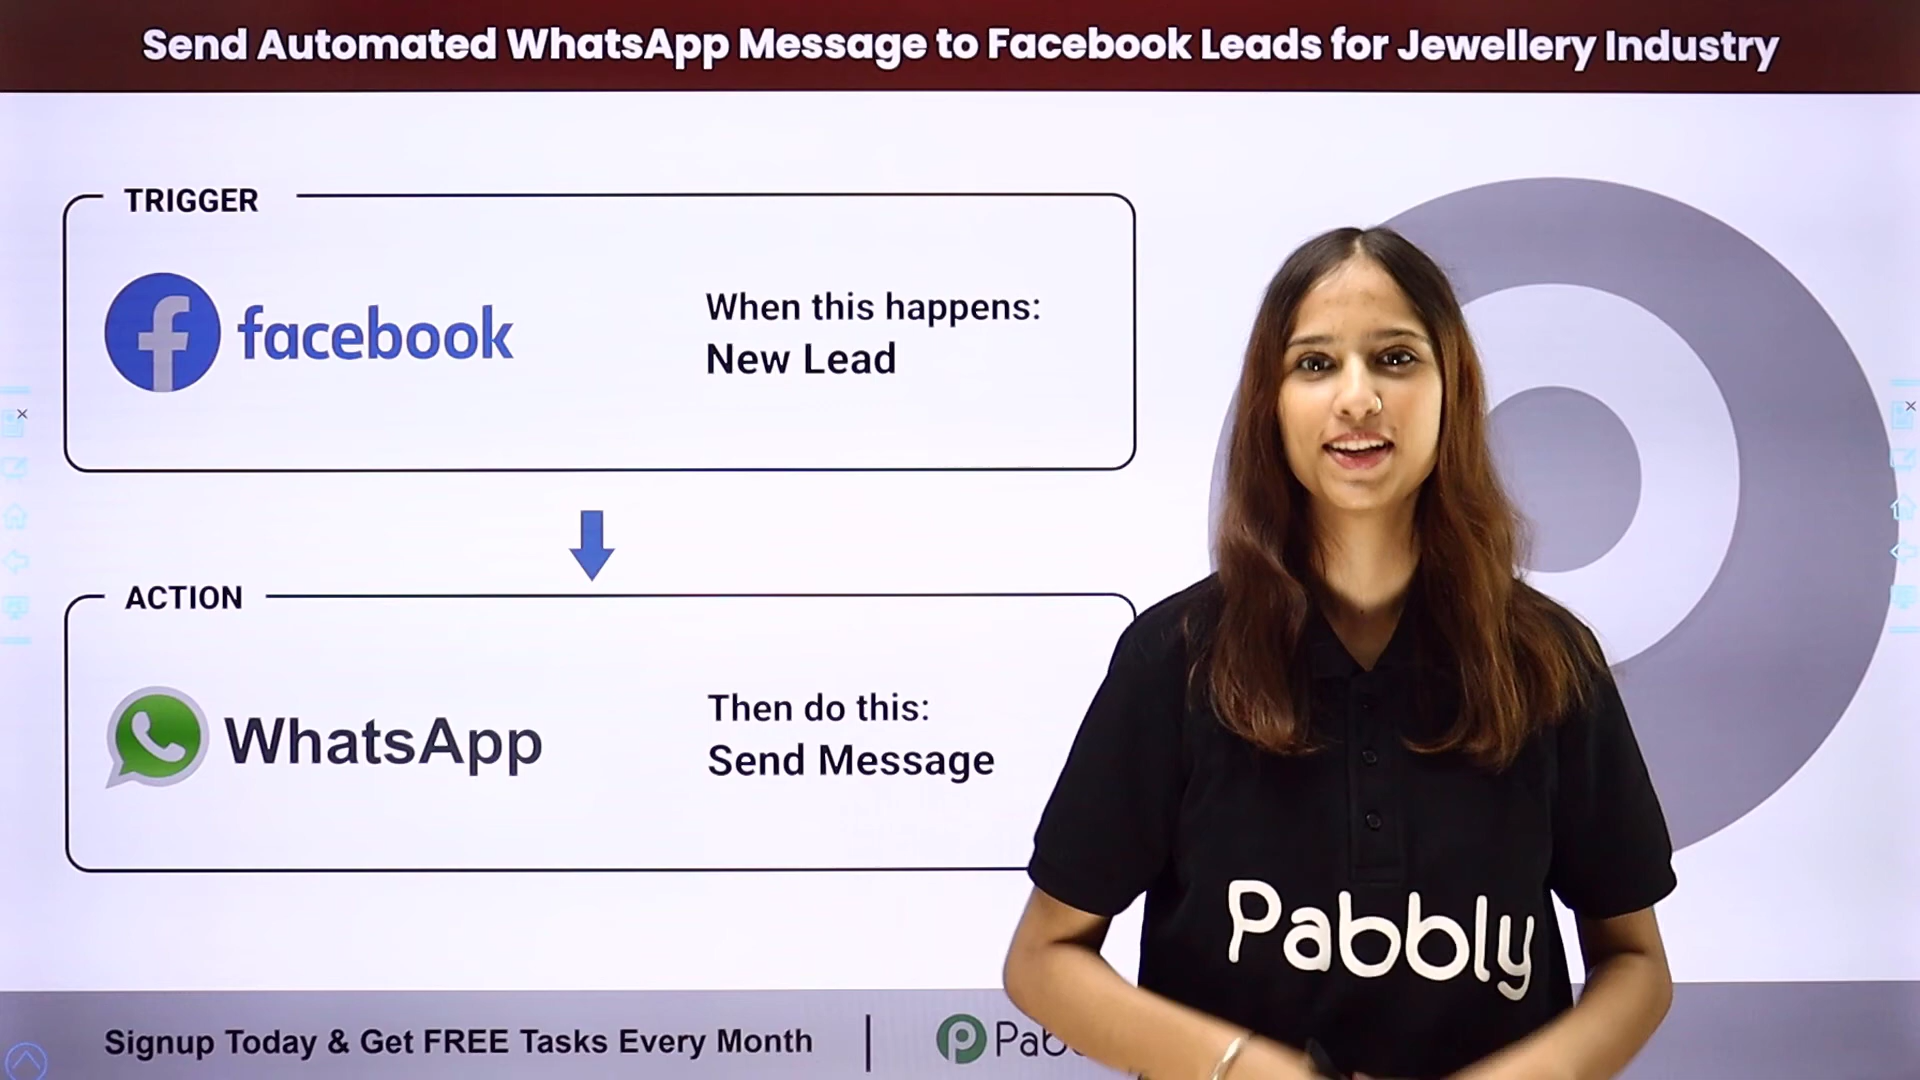 Send Automated WhatsApp Message to Facebook Leads for Jewellery Industry
TRIGGER
facebook
When this happens:
New Lead
ACTION
WhatsApp
Then do this:
Send Message
Pabbly
Signup Today & Get FREE Tasks Every Month